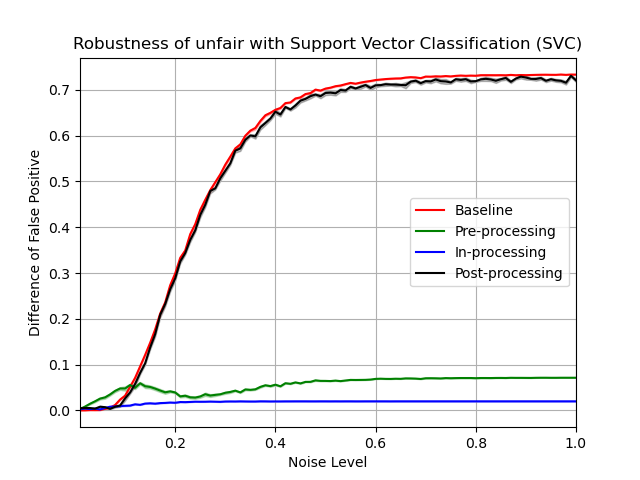 Robustness of unfair with Support Vector Classification (SVC)
Difference of False Positive
0.7
0.6
0.5
0.4
0.3
0.2
0.1
0.0
Baseline
Pre-processing
In-processing
Post-processing
0.2 0.4 0.6 0.8 1.0
Noise Level